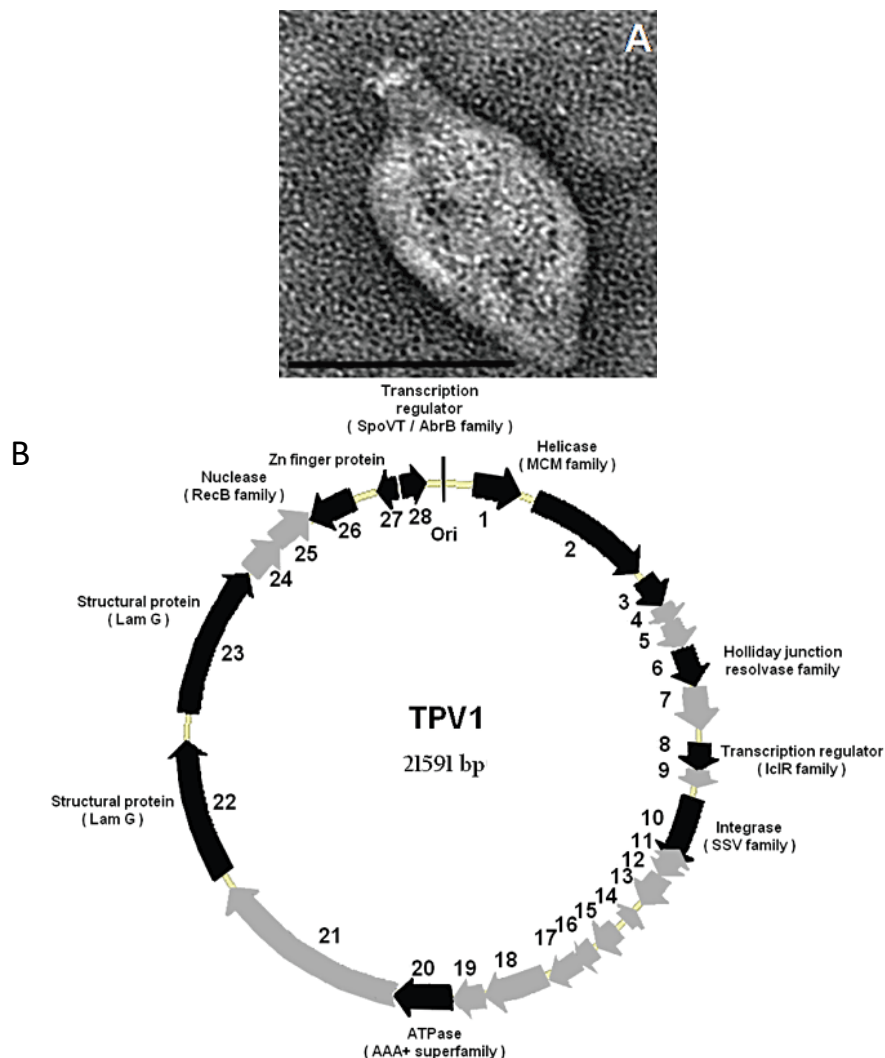 A
B
Transcription
regulator
( SpoVT / AbrB family )
Helicase
( MCM family )
Zn finger protein
Nuclease
( RecB family )
Structural protein
( Lam G )
Structural protein
( Lam G )
Holliday junction
resolvase family
Transcription regulator
( IclR family )
Integrase
( SSV family )
ATPase
(AAA+ superfamily )
Ori
TPV1
21591 bp
1
2
3
4
5
6
7
8
9
10
11
12
13
14
15
16
17
18
19
20
21
22
23
24
25
26
27
28